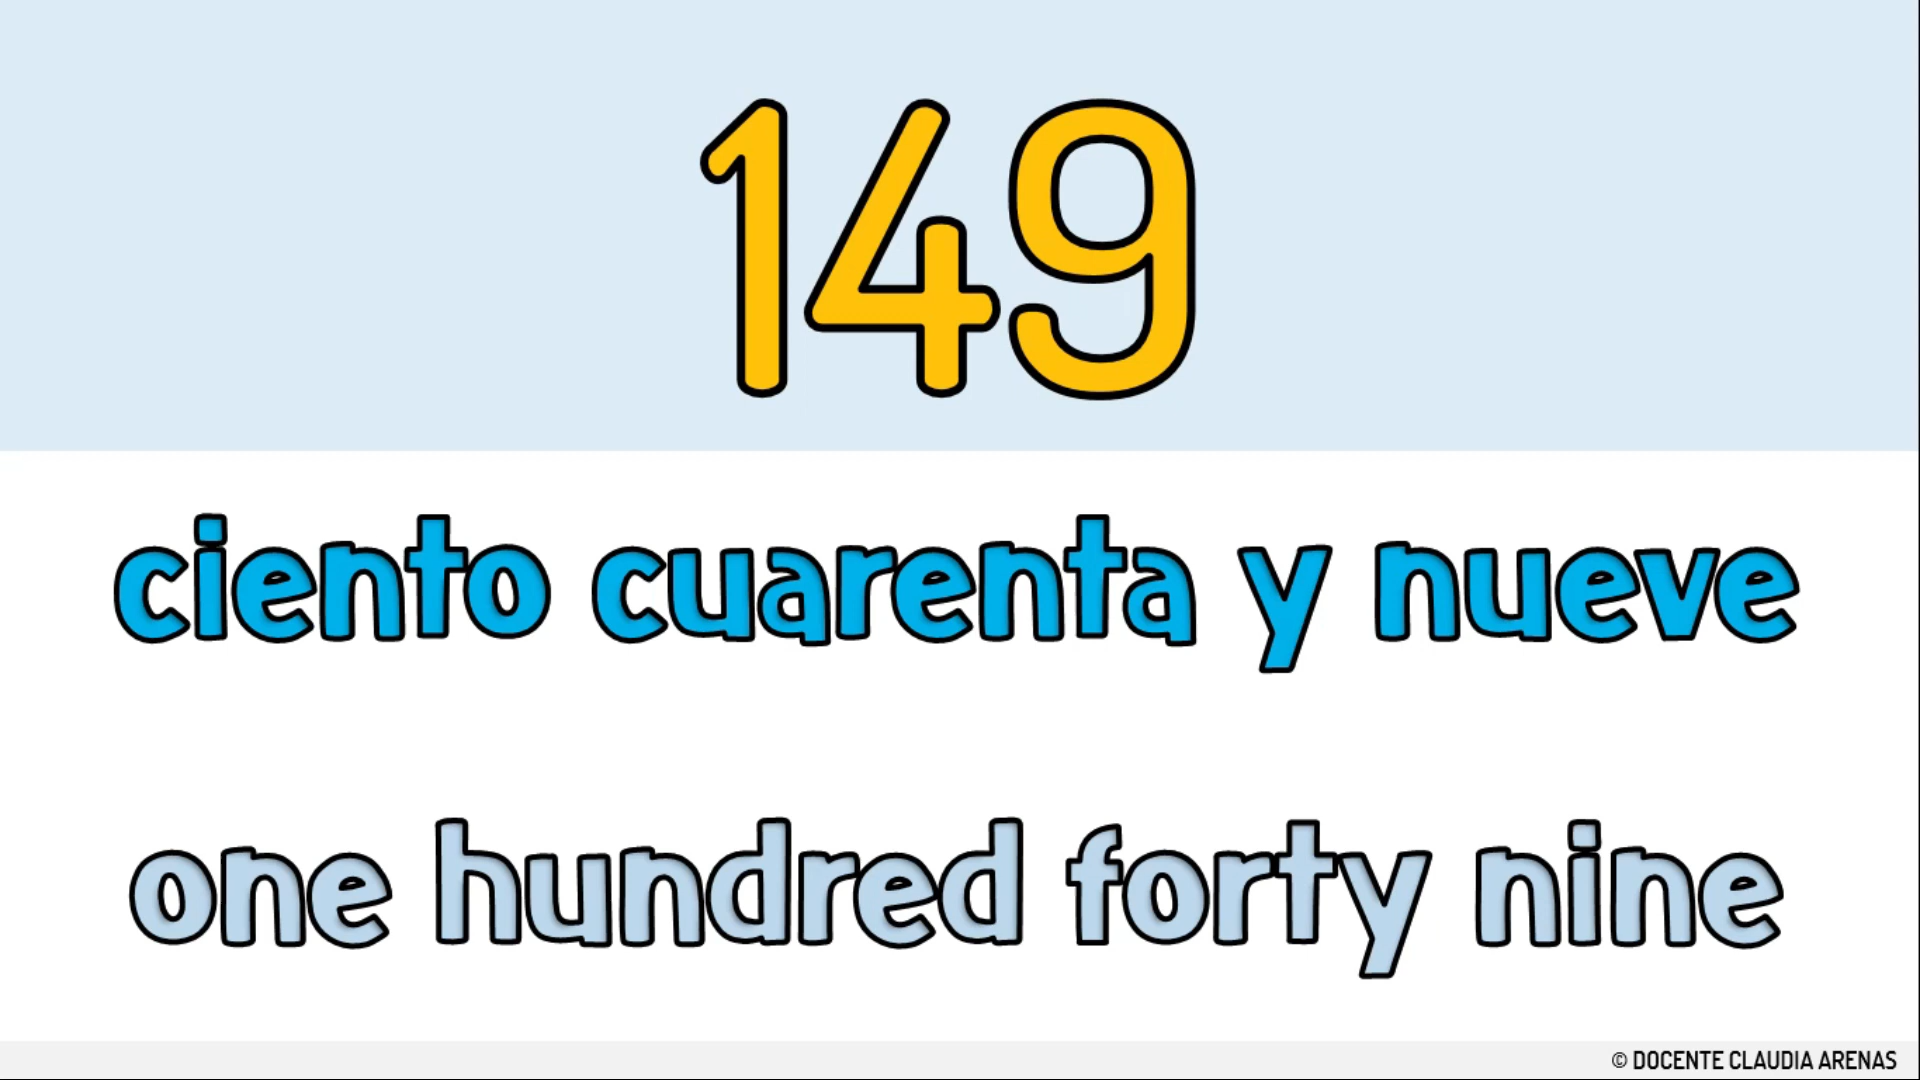 149
ciento cuarenta y nueve
one hundred forty nine
© DOCENTE CLAUDIA ARENAS